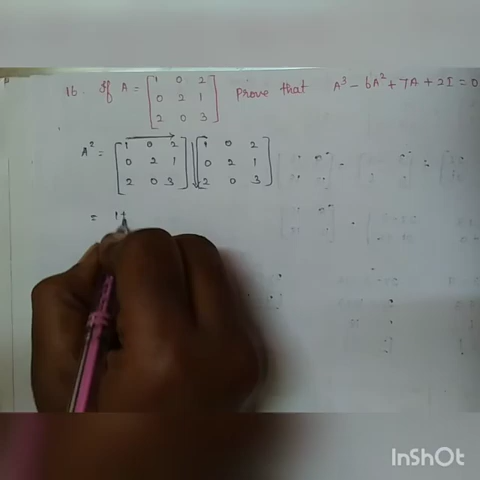 16. If A = [1 0 2 Prove that A³ - 6A² + 7A + 2I = 0
0 2 1
2 0 3]
A² = [1 0 2 [1 0 2
0 2 1 0 2 1
2 0 3] 2 0 3]
= 1+
InShOt